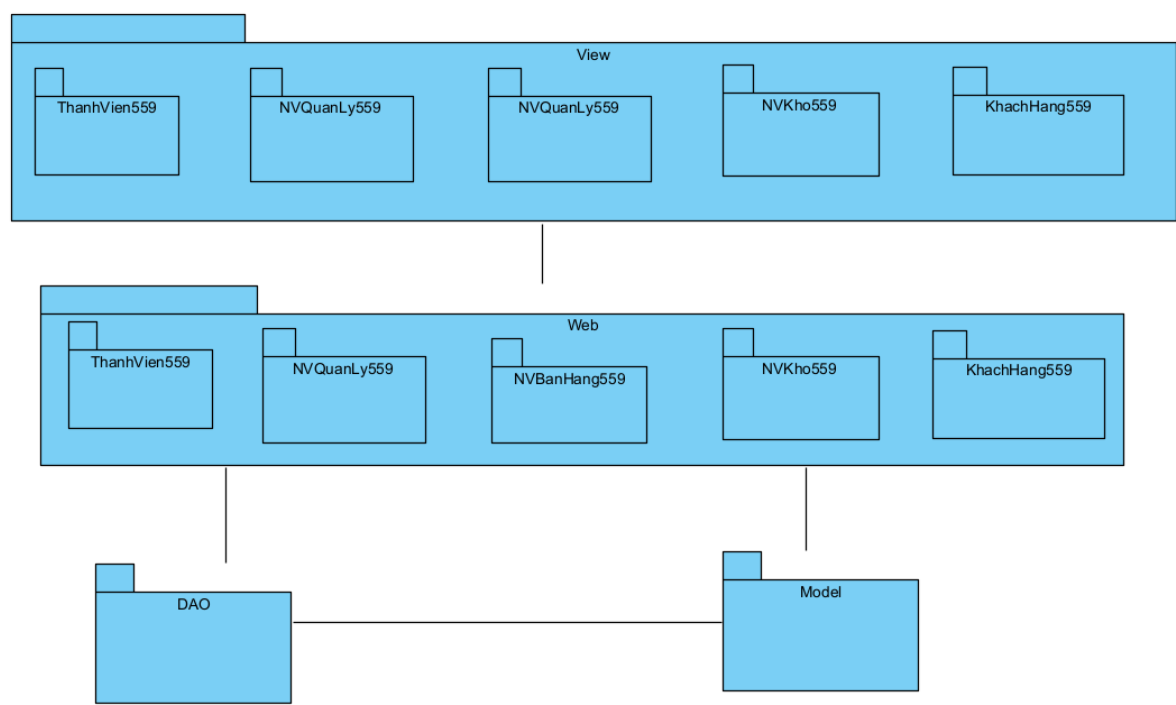 View
ThanhVien559
NVQuanLy559
NVQuanLy559
NVKho559
KhachHang559
Web
ThanhVien559
NVQuanLy559
NVBanHang559
NVKho559
KhachHang559
DAO
Model